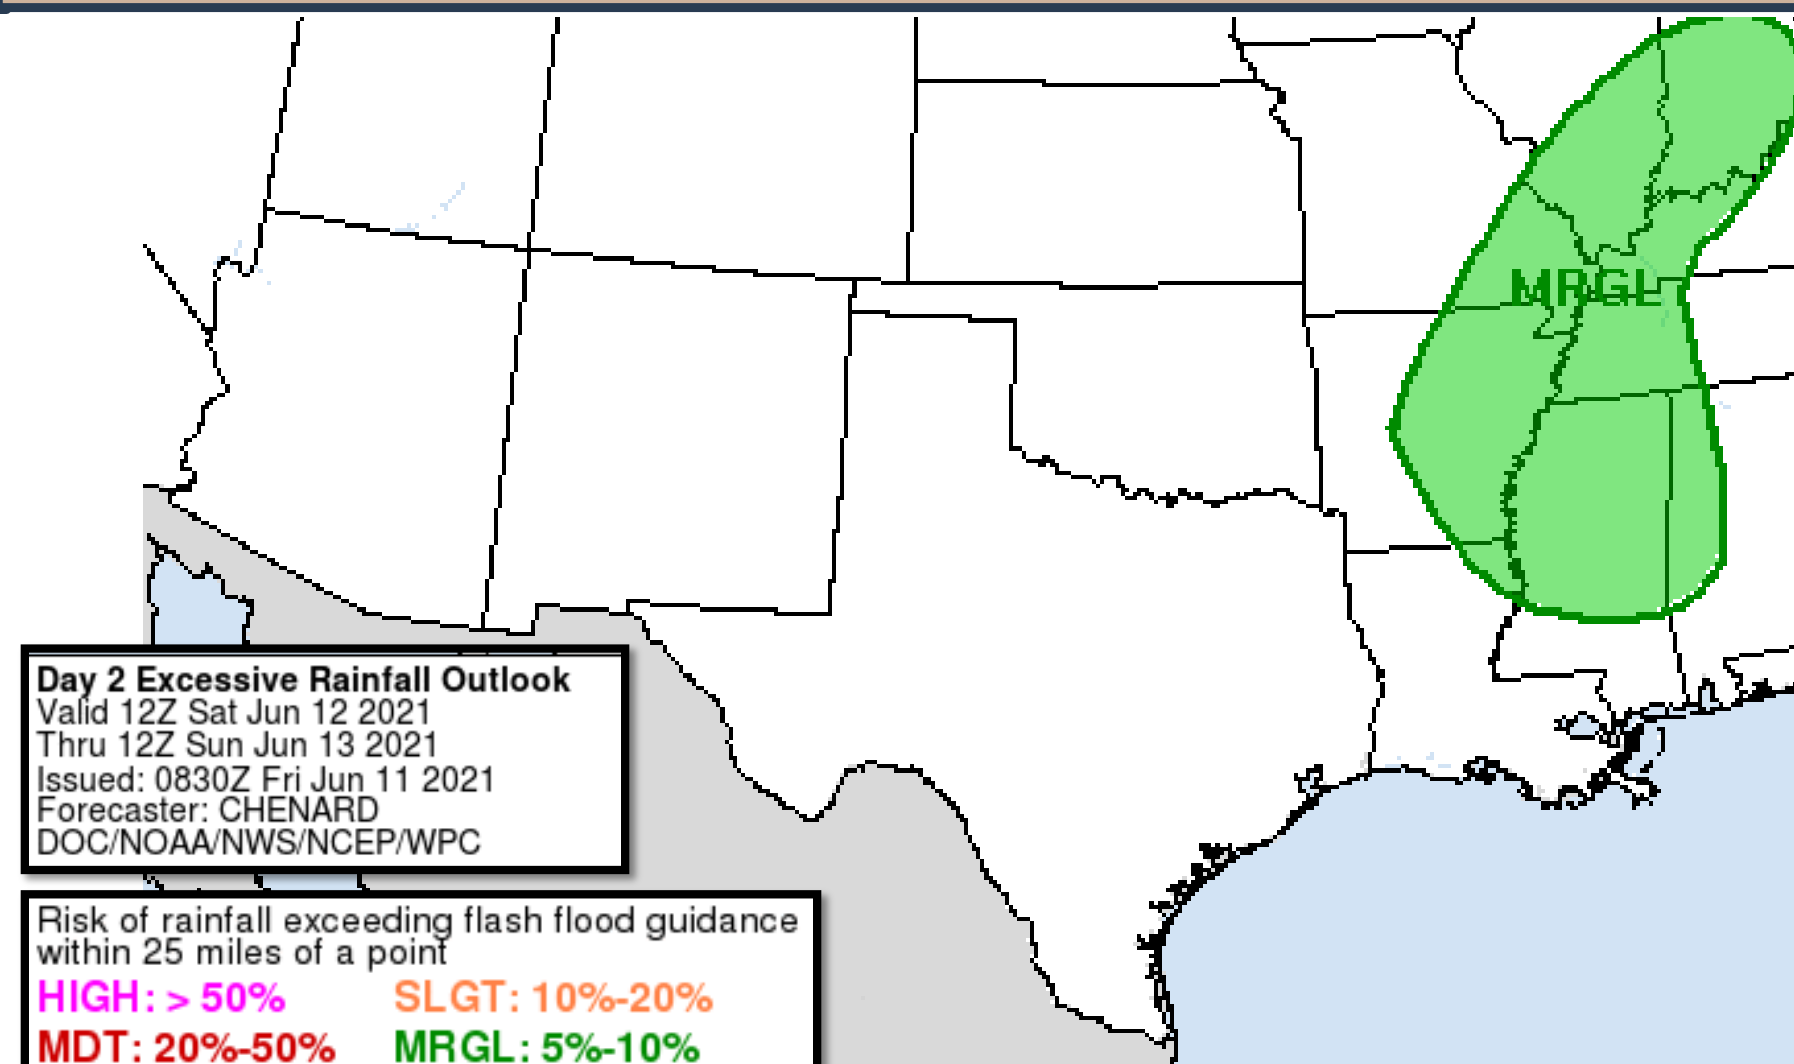 MRGL
Day 2 Excessive Rainfall Outlook
Valid 12Z Sat Jun 12 2021
Thru 12Z Sun Jun 13 2021
Issued: 0830Z Fri Jun 11 2021
Forecaster: CHENARD
DOC/NOAA/NWS/NCEP/WPC
Risk of rainfall exceeding flash flood guidance
within 25 miles of a point
HIGH: > 50% SLGT: 10%-20%
MDT: 20%-50% MRGL: 5%-10%